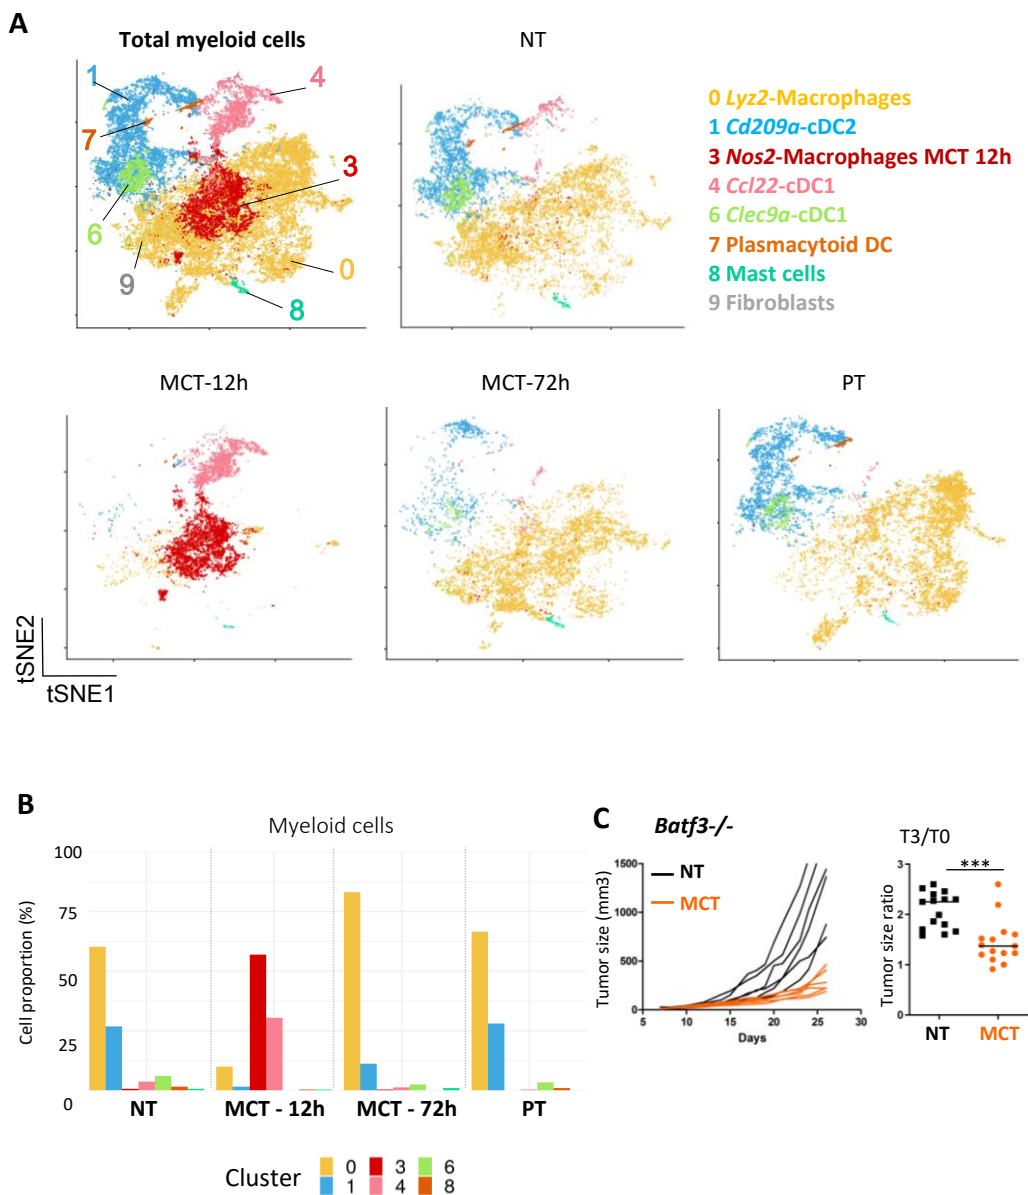 A
Total myeloid cells
NT
1
4
7
3
6
9
0
8
0 Lyz2-Macrophages
1 Cd209a-cDC2
3 Nos2-Macrophages MCT 12h
4 Ccl22-cDC1
6 Clec9a-cDC1
7 Plasmacytoid DC
8 Mast cells
9 Fibroblasts
MCT-12h
MCT-72h
PT
tSNE2
tSNE1
B
Myeloid cells
Cell proportion (%)
100
75
50
25
0
NT
MCT - 12h
MCT - 72h
PT
Cluster
0
3
6
1
4
8
C
Batf3-/-
NT
MCT
Tumor size (mm3)
1500
1000
500
0
5
10
15
20
25
30
Days
T3/T0
***
Tumor size ratio
3
2
1
0
NT
MCT